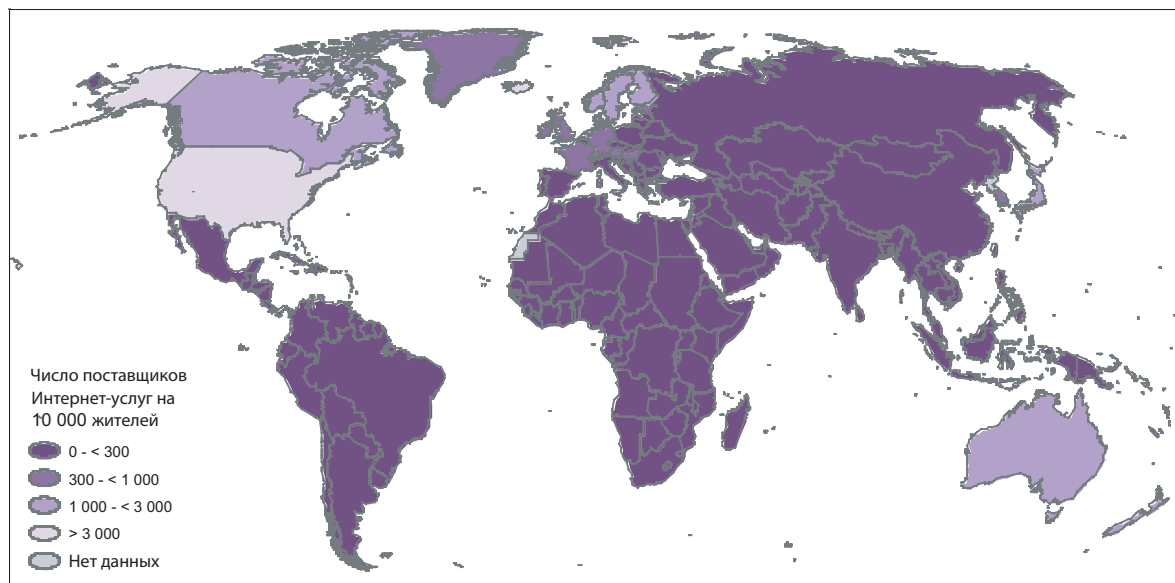 Число поставщиков
Интернет-услуг на
10 000 жителей
0 - < 300
300 - < 1 000
1 000 - < 3 000
> 3 000
Нет данных